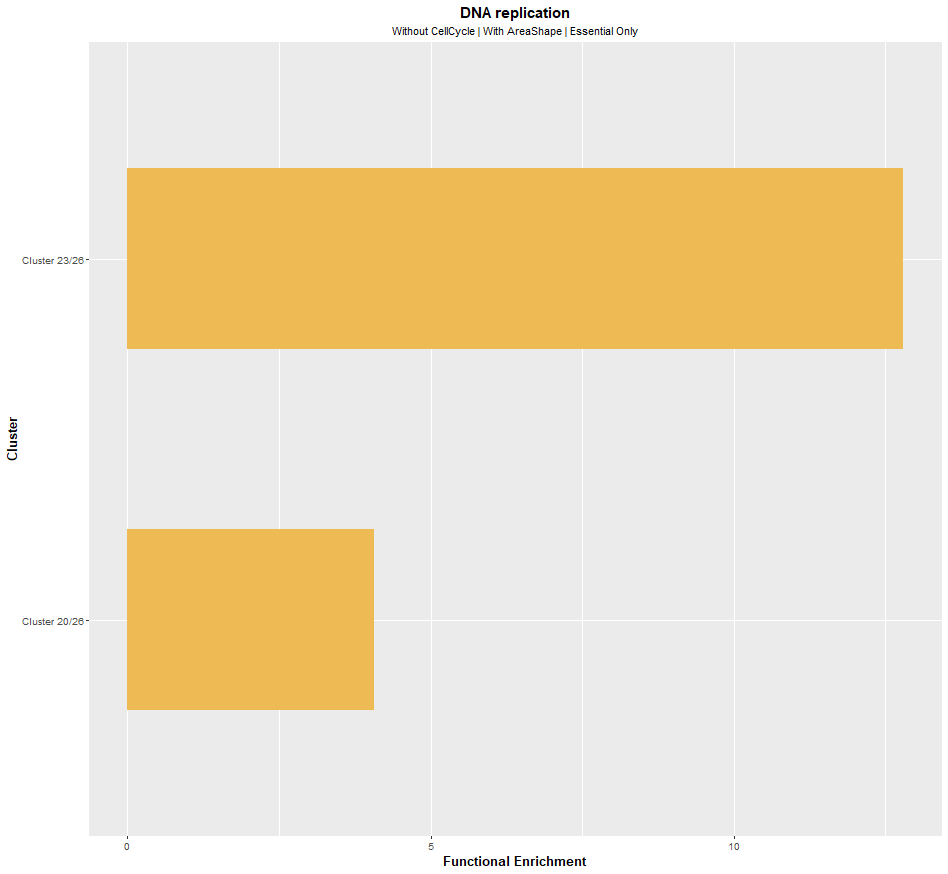 DNA replication
Without CellCycle | With AreaShape | Essential Only
Cluster 23/26
Cluster
Cluster 20/26
0
5
10
Functional Enrichment